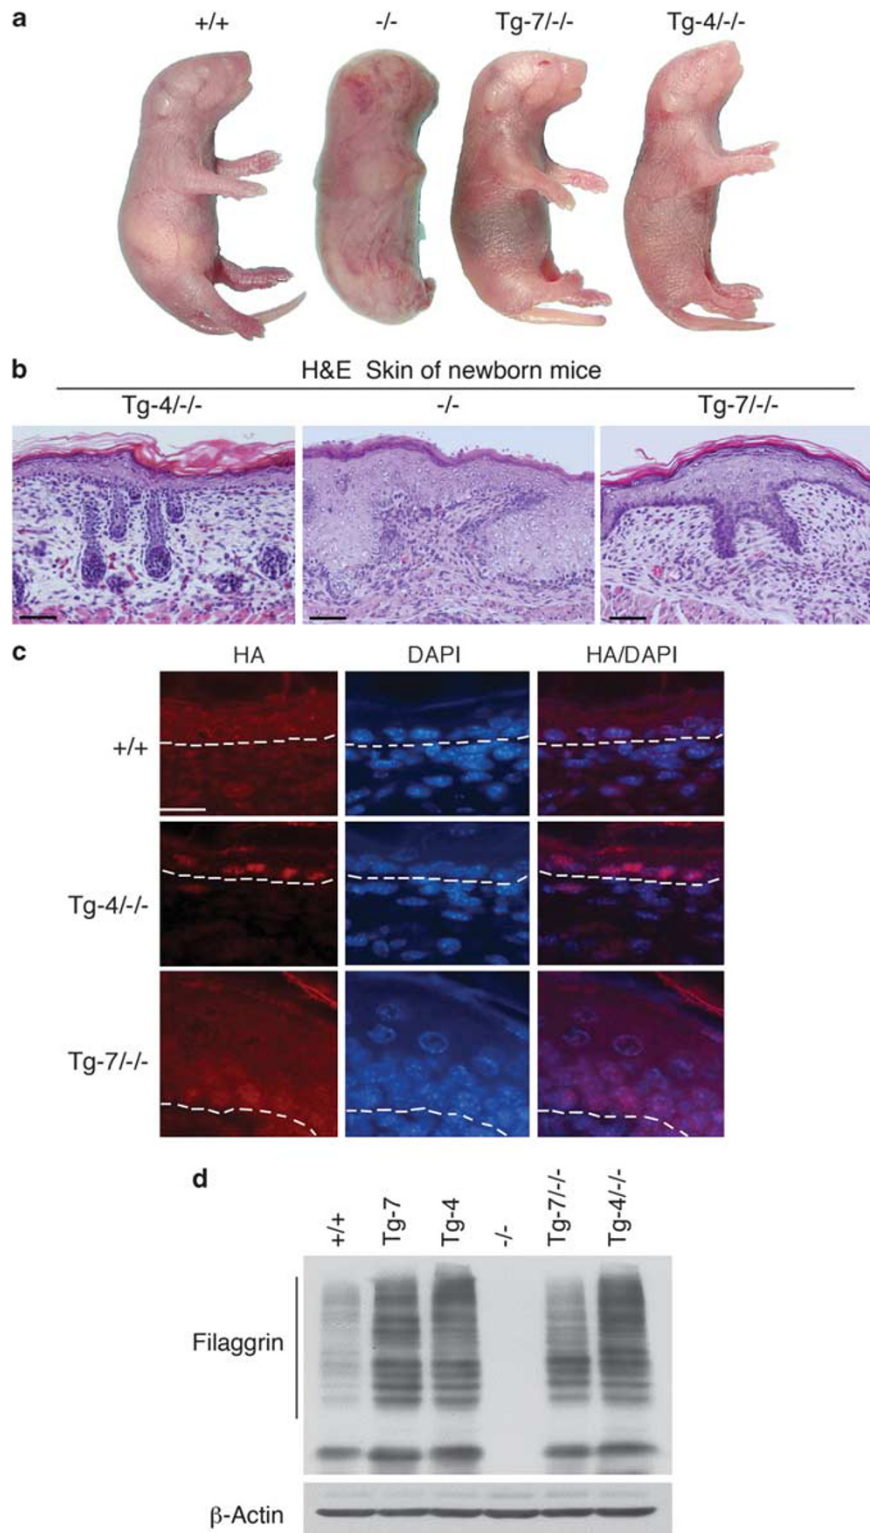 a
+/+ -/- Tg-7/-/- Tg-4/-/-
b
H&E Skin of newborn mice
Tg-4/-/- -/- Tg-7/-/-
c
HA DAPI HA/DAPI
+/+
Tg-4/-/-
Tg-7/-/-
d
+/+ Tg-7 Tg-4 -/- Tg-7/-/- Tg-4/-/-
Filaggrin
β-Actin